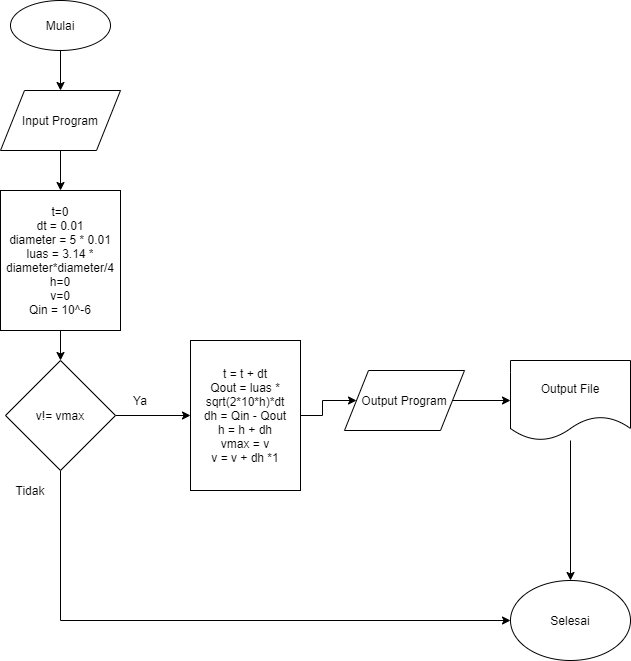 Mulai
Input Program
t=0
dt = 0.01
diameter = 5 * 0.01
luas = 3.14 *
diameter*diameter/4
h=0
v=0
Qin = 10^-6
v!= vmax
Ya
Tidak
t = t + dt
Qout = luas *
sqrt(2*10*h)*dt
dh = Qin - Qout
h = h + dh
vmax = v
v = v + dh *1
Output Program
Output File
Selesai